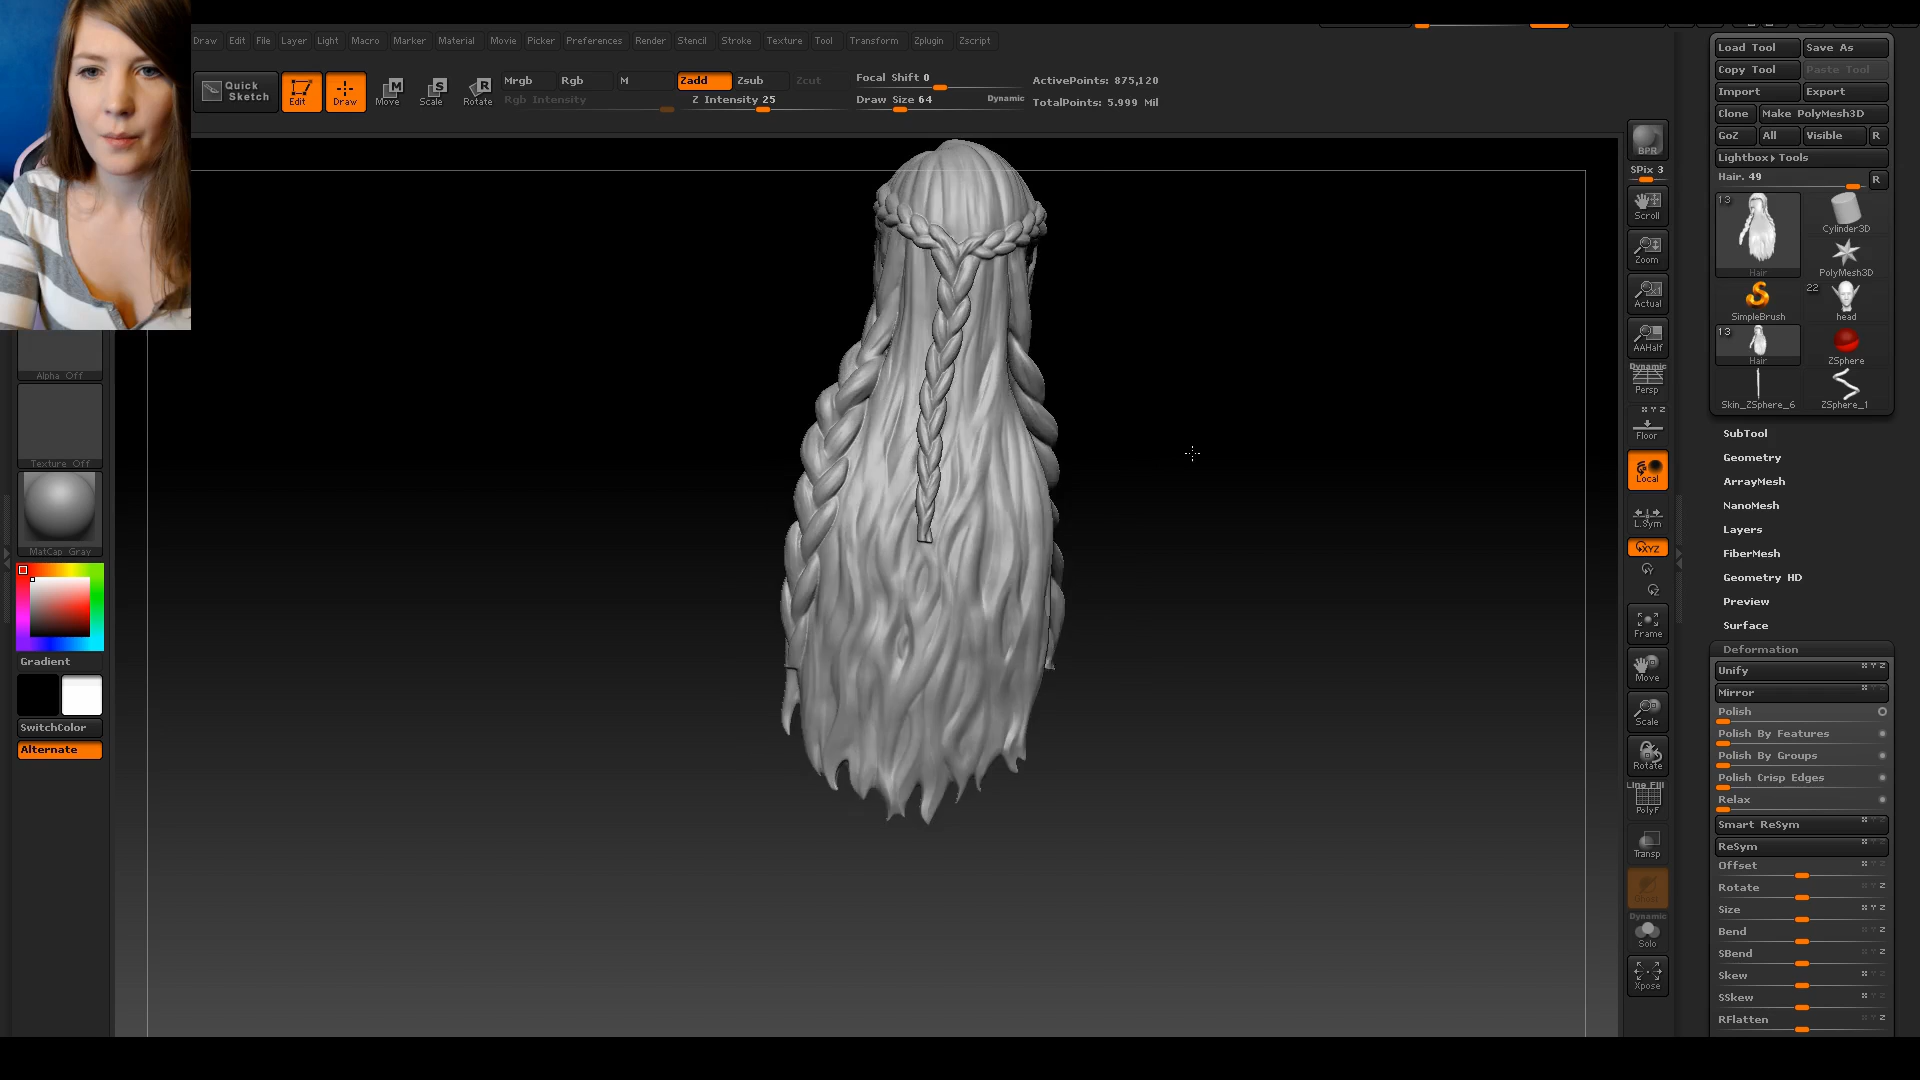 Draw Edit File Layer Light Macro Marker Material Movie Picker Preferences Render Stencil Stroke Texture Tool Transform Zplugin Zscript
Quick Sketch
Edit
Draw
Move
Scale
Rotate
Mrgb Rgb M Zadd Zsub Zcut
Rgb Intensity Z Intensity 25
Focal Shift 0
Draw Size 64 Dynamic
ActivePoints: 875,120
TotalPoints: 5.999 Mil
Alpha Off
Texture Off
MatCap Gray
Gradient
SwitchColor
Alternate
BPR
SPix 3
Scroll
Zoom
Actual
AAHalf
Dynamic
Persp
X Y Z
Floor
Local
L.Sym
XYZ
Y
Z
Frame
Move
Scale
Rotate
Line Fill
PolyF
Transp
Ghost
Dynamic
Solo
Xpose
Load Tool Save As
Copy Tool Paste Tool
Import Export
Clone Make PolyMesh3D
GoZ All Visible R
Lightbox▸Tools
Hair. 49 R
13
Hair
Cylinder3D
PolyMesh3D
SimpleBrush
22
head
13
Hair
ZSphere
Skin_ZSphere_6
ZSphere_1
SubTool
Geometry
ArrayMesh
NanoMesh
Layers
FiberMesh
Geometry HD
Preview
Surface
Deformation
Unify X Y Z
Mirror X Y Z
Polish
Polish By Features
Polish By Groups
Polish Crisp Edges
Relax
Smart ReSym X Y Z
ReSym X Y Z
Offset X Y Z
Rotate X Y Z
Size X Y Z
Bend X Y Z
SBend X Y Z
Skew X Y Z
SSkew X Y Z
RFlatten X Y Z